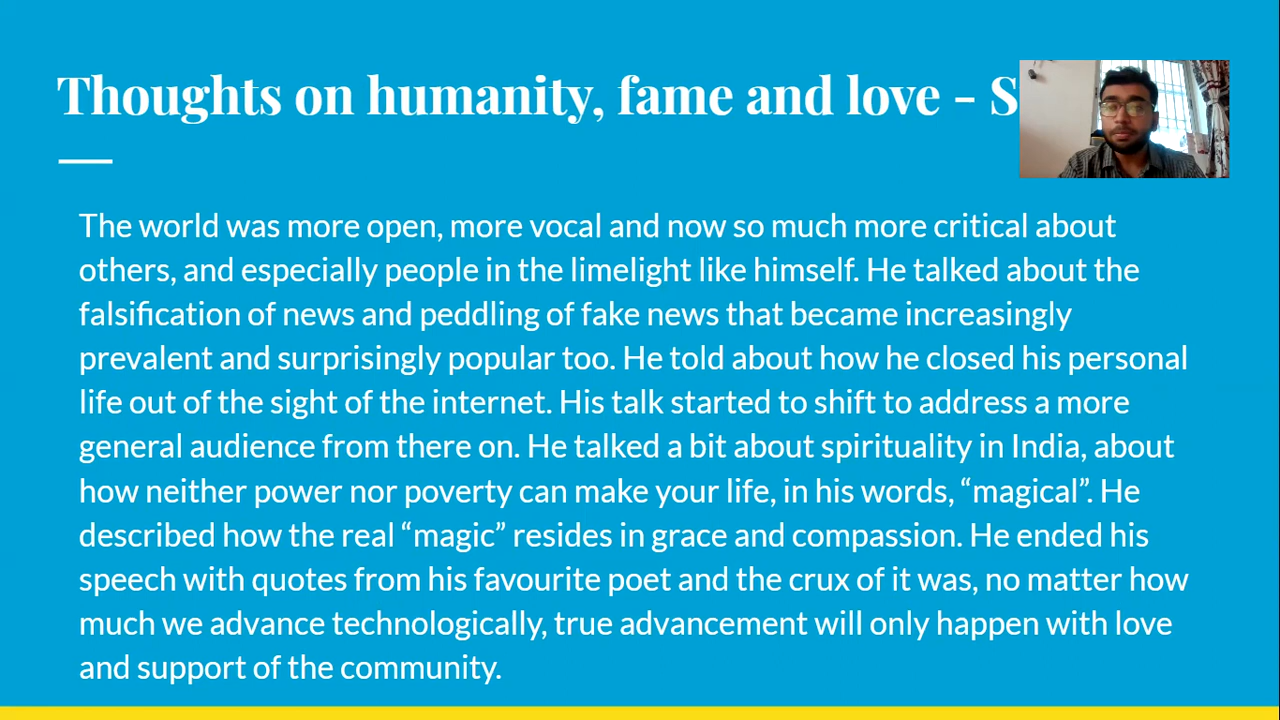 Thoughts on humanity, fame and love - S
The world was more open, more vocal and now so much more critical about
others, and especially people in the limelight like himself. He talked about the
falsification of news and peddling of fake news that became increasingly
prevalent and surprisingly popular too. He told about how he closed his personal
life out of the sight of the internet. His talk started to shift to address a more
general audience from there on. He talked a bit about spirituality in India, about
how neither power nor poverty can make your life, in his words, “magical”. He
described how the real “magic” resides in grace and compassion. He ended his
speech with quotes from his favourite poet and the crux of it was, no matter how
much we advance technologically, true advancement will only happen with love
and support of the community.